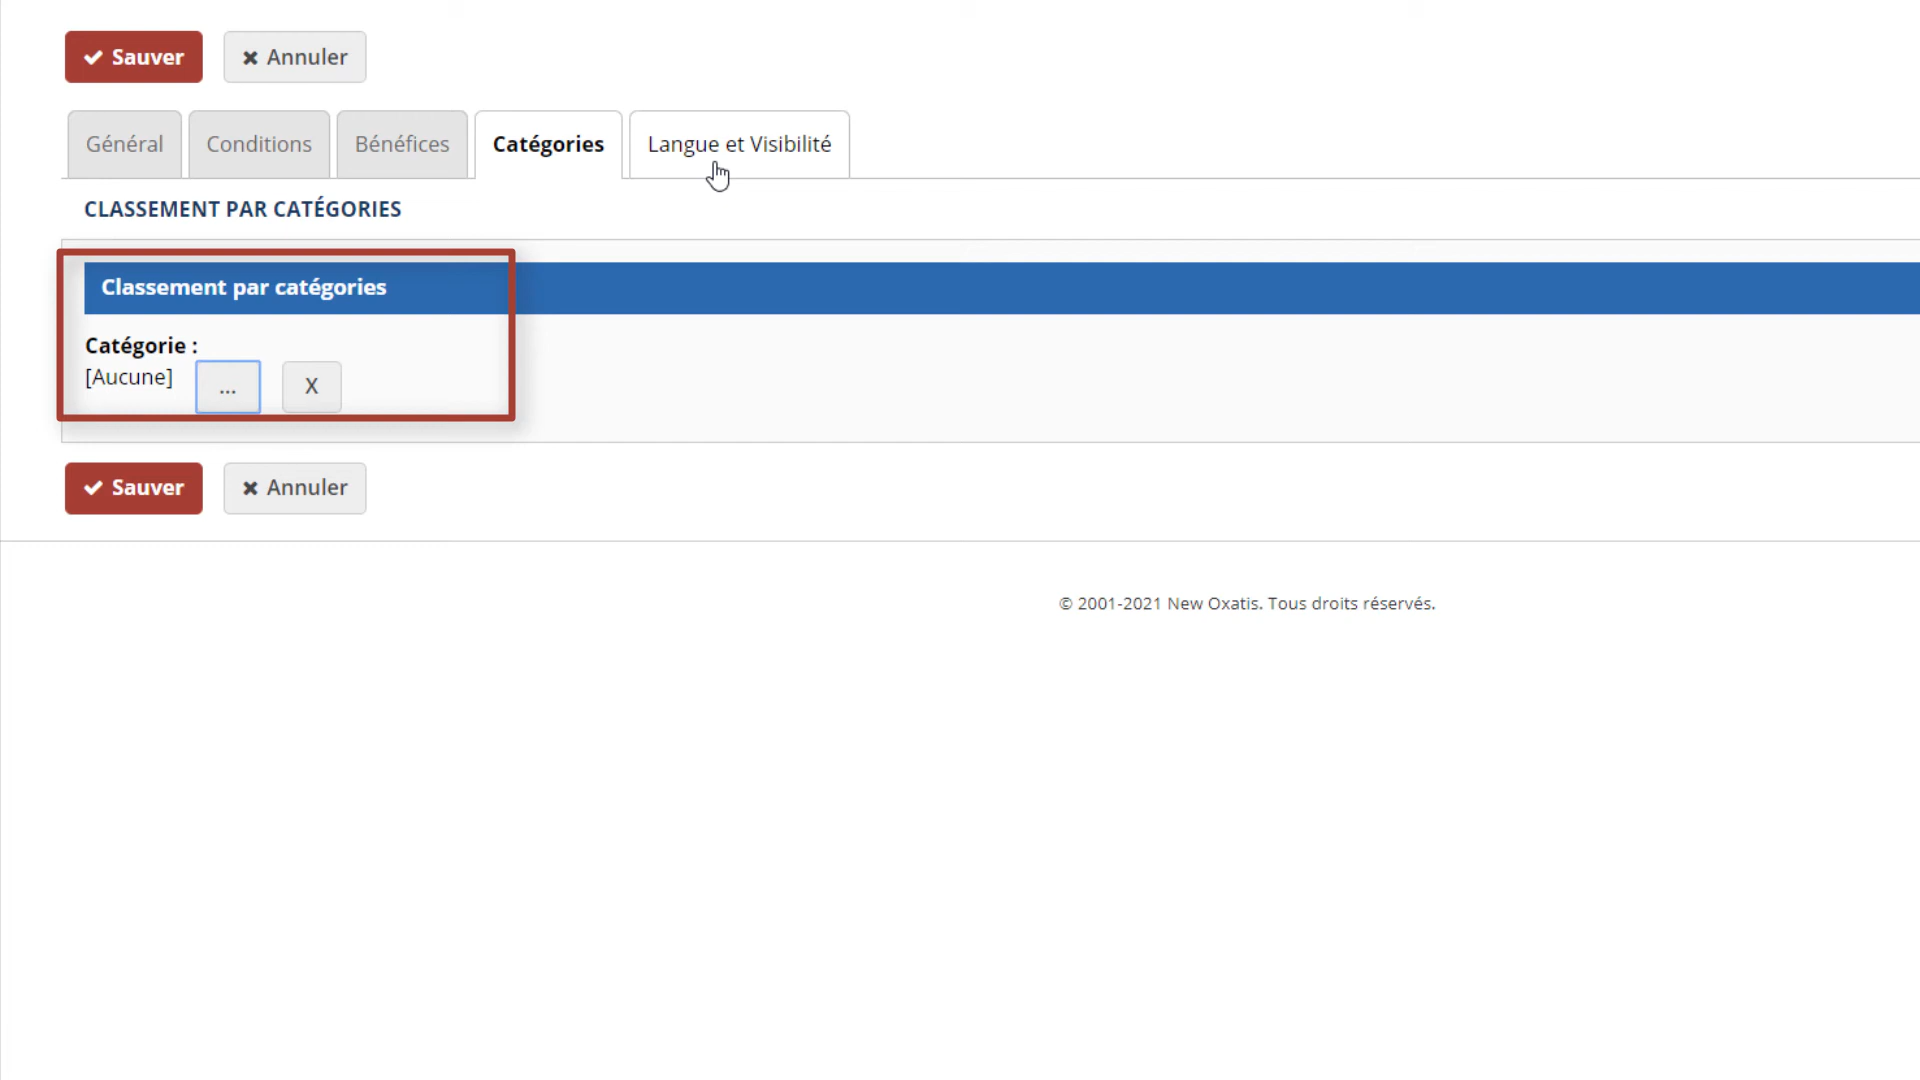 Sauver Annuler
Général Conditions Bénéfices Catégories Langue et Visibilité
CLASSEMENT PAR CATÉGORIES
Classement par catégories
Catégorie :
[Aucune] ... X
Sauver Annuler
© 2001-2021 New Oxatis. Tous droits réservés.